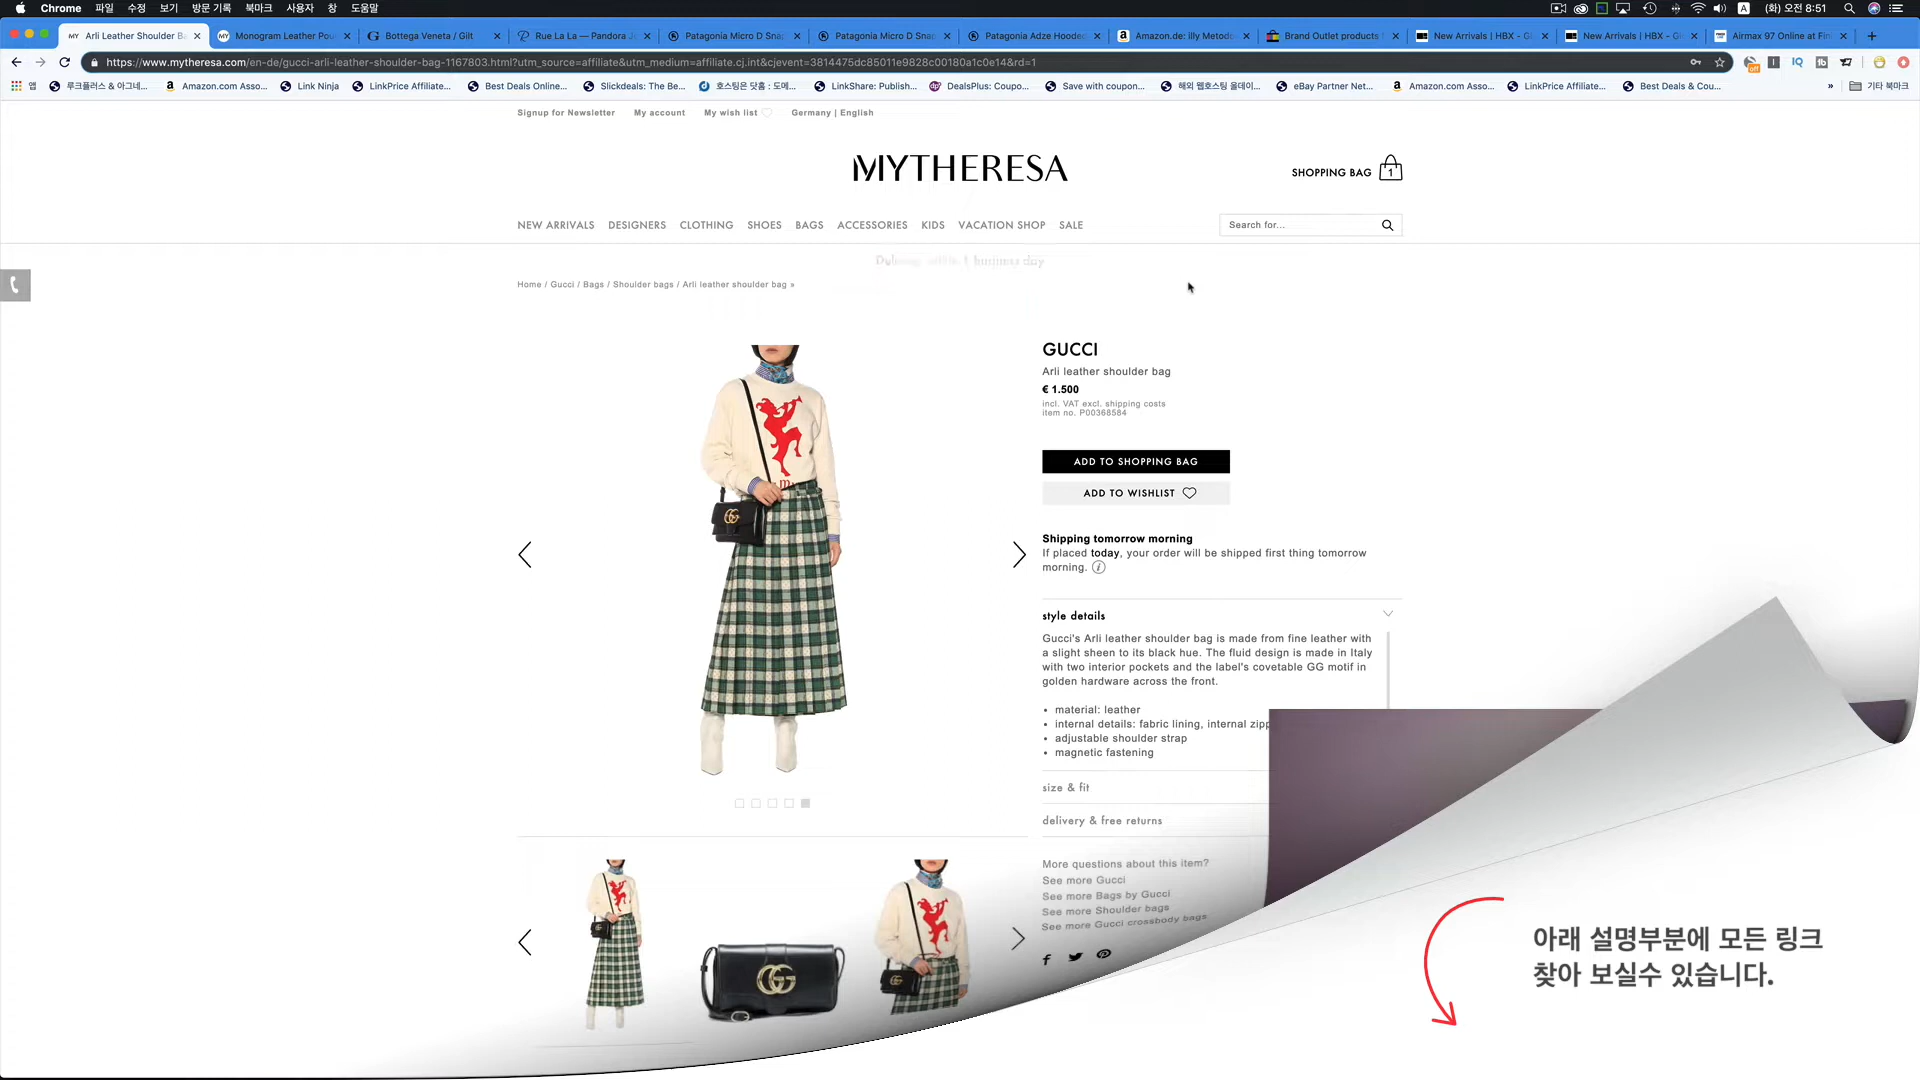 Chrome 파일 수정 보기 방문 기록 북마크 사용자 창 도움말
A (화) 오전 8:51
MY Arli Leather Shoulder B
MY Monogram Leather Pou
G Bottega Veneta / Gilt
Rue La La — Pandora J
Patagonia Micro D Snap
Patagonia Micro D Snap
Patagonia Adze Hoode
Amazon.de: illy Metodo
Brand Outlet products
New Arrivals | HBX - G
New Arrivals | HBX - Gl
Airmax 97 Online at Fin
https://www.mytheresa.com/en-de/gucci-arli-leather-shoulder-bag-1167803.html?utm_source=affiliate&utm_medium=affiliate.cj.int&cjevent=3814475dc85011e9828c00180a1c0e14&rd=1
앱 루크플러스 & 아그네... Amazon.com Asso... Link Ninja LinkPrice Affiliate... Best Deals Online... Slickdeals: The Be... 호스팅은 닷홈 : 도메... LinkShare: Publish... DealsPlus: Coupo... Save with coupon... 해외 웹호스팅 올데이... eBay Partner Net... Amazon.com Asso... LinkPrice Affiliate... Best Deals & Cou... » 기타 북마크
Signup for Newsletter My account My wish list Germany | English
MYTHERESA
SHOPPING BAG 1
NEW ARRIVALS DESIGNERS CLOTHING SHOES BAGS ACCESSORIES KIDS VACATION SHOP SALE
Search for...
business day
Home / Gucci / Bags / Shoulder bags / Arli leather shoulder bag »
GUCCI
Arli leather shoulder bag
€ 1.500
incl. VAT excl. shipping costs
item no. P00368584
ADD TO SHOPPING BAG
ADD TO WISHLIST
Shipping tomorrow morning
If placed today, your order will be shipped first thing tomorrow
morning. i
style details
Gucci's Arli leather shoulder bag is made from fine leather with
a slight sheen to its black hue. The fluid design is made in Italy
with two interior pockets and the label's covetable GG motif in
golden hardware across the front.
• material: leather
• internal details: fabric lining, internal zipp
• adjustable shoulder strap
• magnetic fastening
size & fit
delivery & free returns
More questions about this item?
See more Gucci
See more Bags by Gucci
See more Shoulder bags
See more Gucci crossbody bags
아래 설명부분에 모든 링크
찾아 보실수 있습니다.